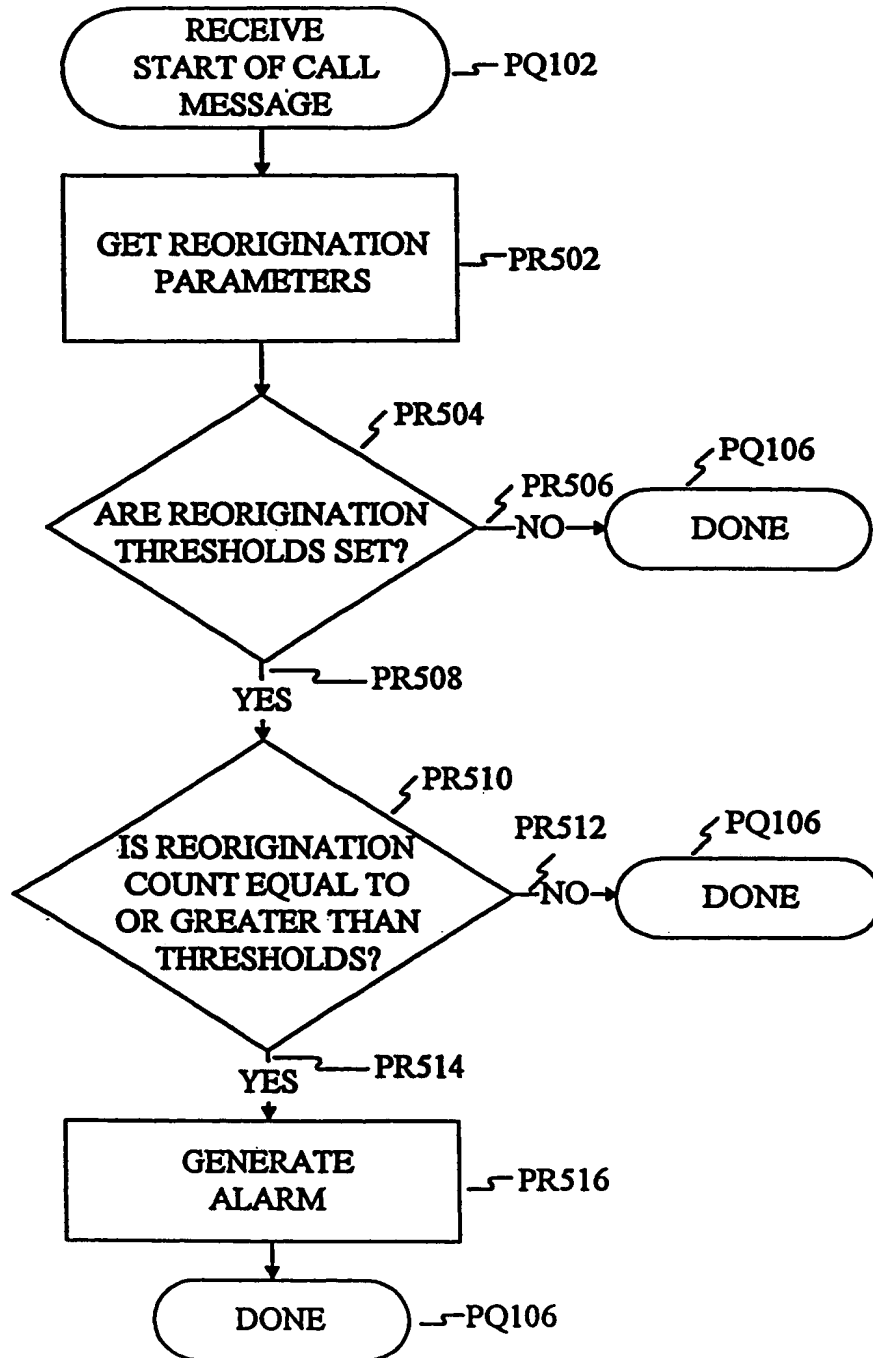 RECEIVE
START OF CALL
MESSAGE
PQ102
GET REORIGINATION
PARAMETERS
PR502
PR504
ARE REORIGINATION
THRESHOLDS SET?
PR506
NO
PQ106
DONE
PR508
YES
PR510
IS REORIGINATION
COUNT EQUAL TO
OR GREATER THAN
THRESHOLDS?
PR512
NO
PQ106
DONE
PR514
YES
GENERATE
ALARM
PR516
DONE
PQ106